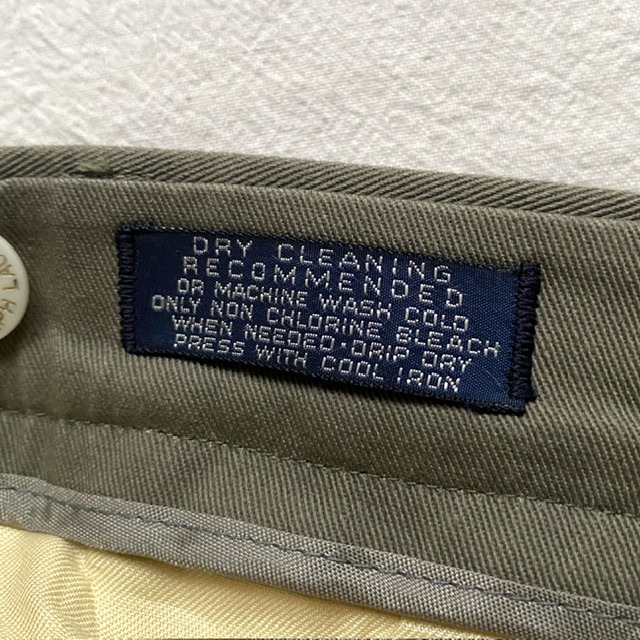 DRY CLEANING
RECOMMENDED
OR MACHINE WASH COLD
ONLY NON CHLORINE BLEACH
WHEN NEEDED·DRIP DRY
PRESS WITH COOL IRON